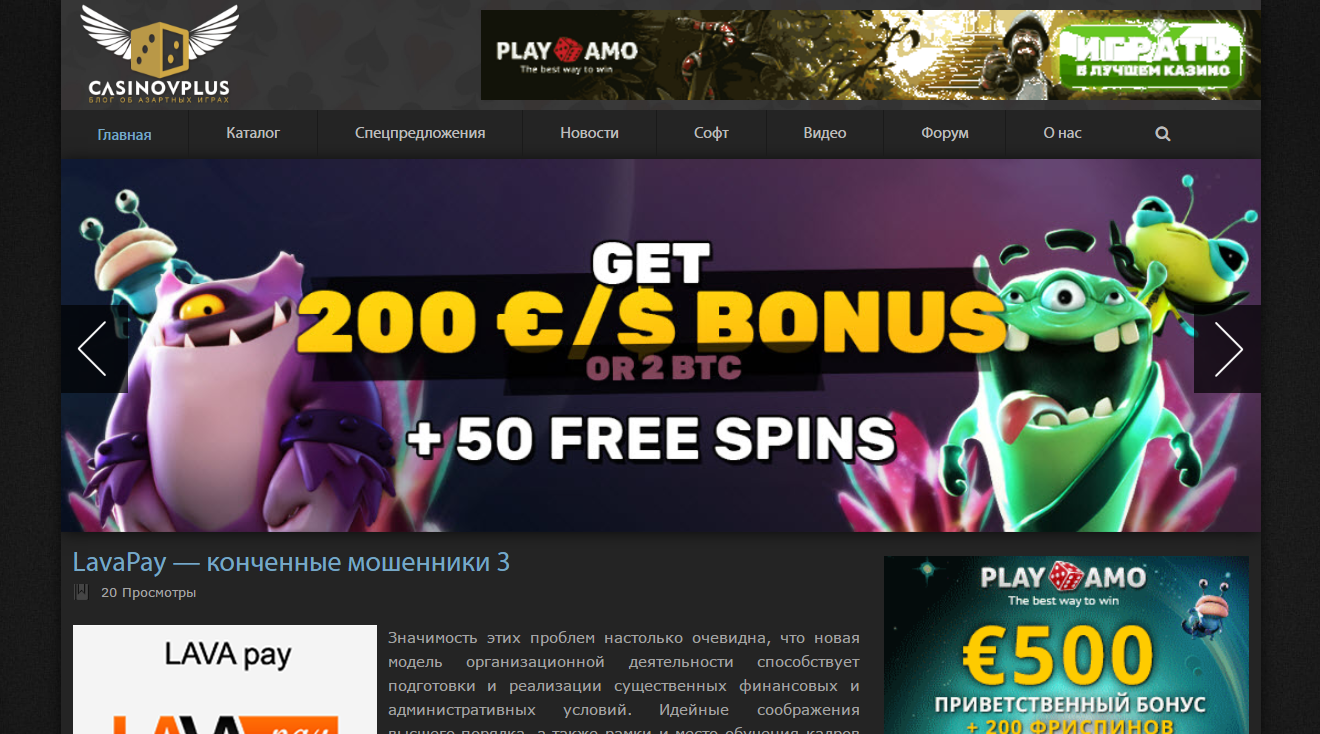 CASINOVPLUS
БЛОГ ОБ АЗАРТНЫХ ИГРАХ
PLAY AMO
The best way to win
ИГРАТЬ
В ЛУЧШЕМ КАЗИНО
Главная
Каталог
Спецпредложения
Новости
Софт
Видео
Форум
О нас
GET
200 €/$ BONUS
OR 2 BTC
+ 50 FREE SPINS
LavaPay — конченные мошенники 3
20 Просмотры
LAVA pay
LAVA pay
Значимость этих проблем настолько очевидна, что новая
модель организационной деятельности способствует
подготовки и реализации существенных финансовых и
административных условий. Идейные соображения
высшего порядка, а также рамки и место обучения кадров
PLAY AMO
The best way to win
€500
ПРИВЕТСТВЕННЫЙ БОНУС
+ 200 ФРИСПИНОВ